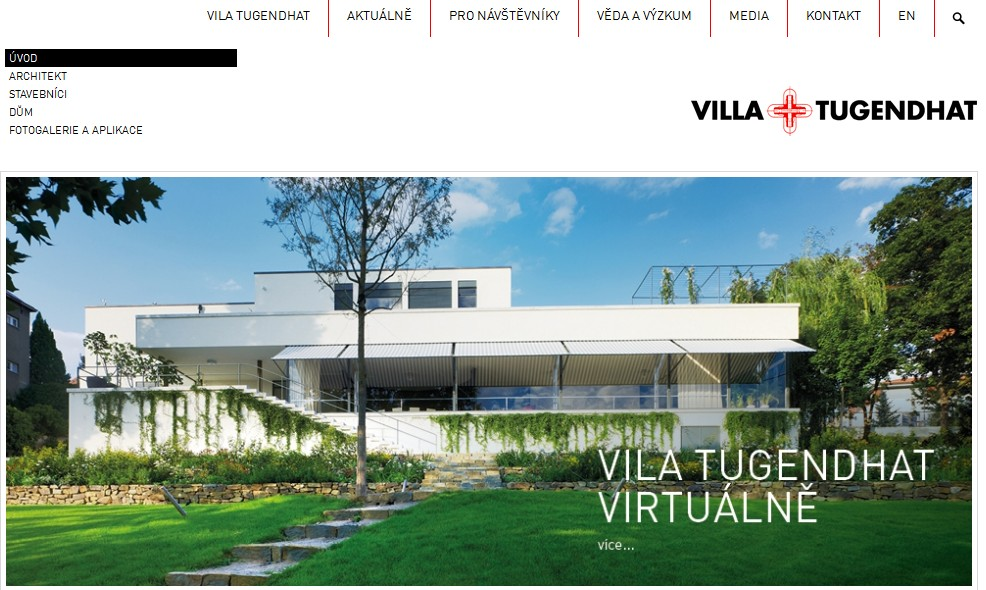 VILA TUGENDHAT AKTUÁLNĚ PRO NÁVŠTĚVNÍKY VĚDA A VÝZKUM MEDIA KONTAKT EN
ÚVOD
ARCHITEKT
STAVEBNÍCI
DŮM
FOTOGALERIE A APLIKACE
VILLA TUGENDHAT
VILA TUGENDHAT
VIRTUÁLNĚ
více...